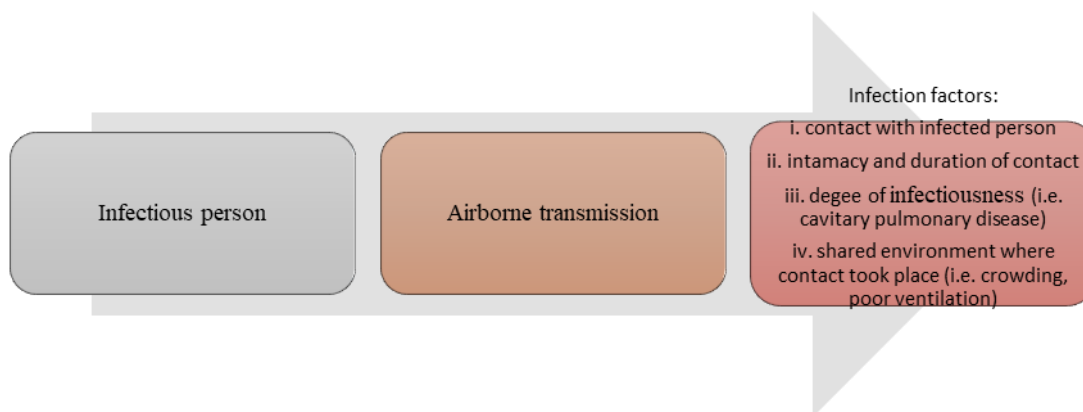 Infectious person
Airborne transmission
Infection factors:
i. contact with infected person
ii. intamacy and duration of contact
iii. degee of infectiousness (i.e.
cavitary pulmonary disease)
iv. shared environment where
contact took place (i.e. crowding,
poor ventilation)